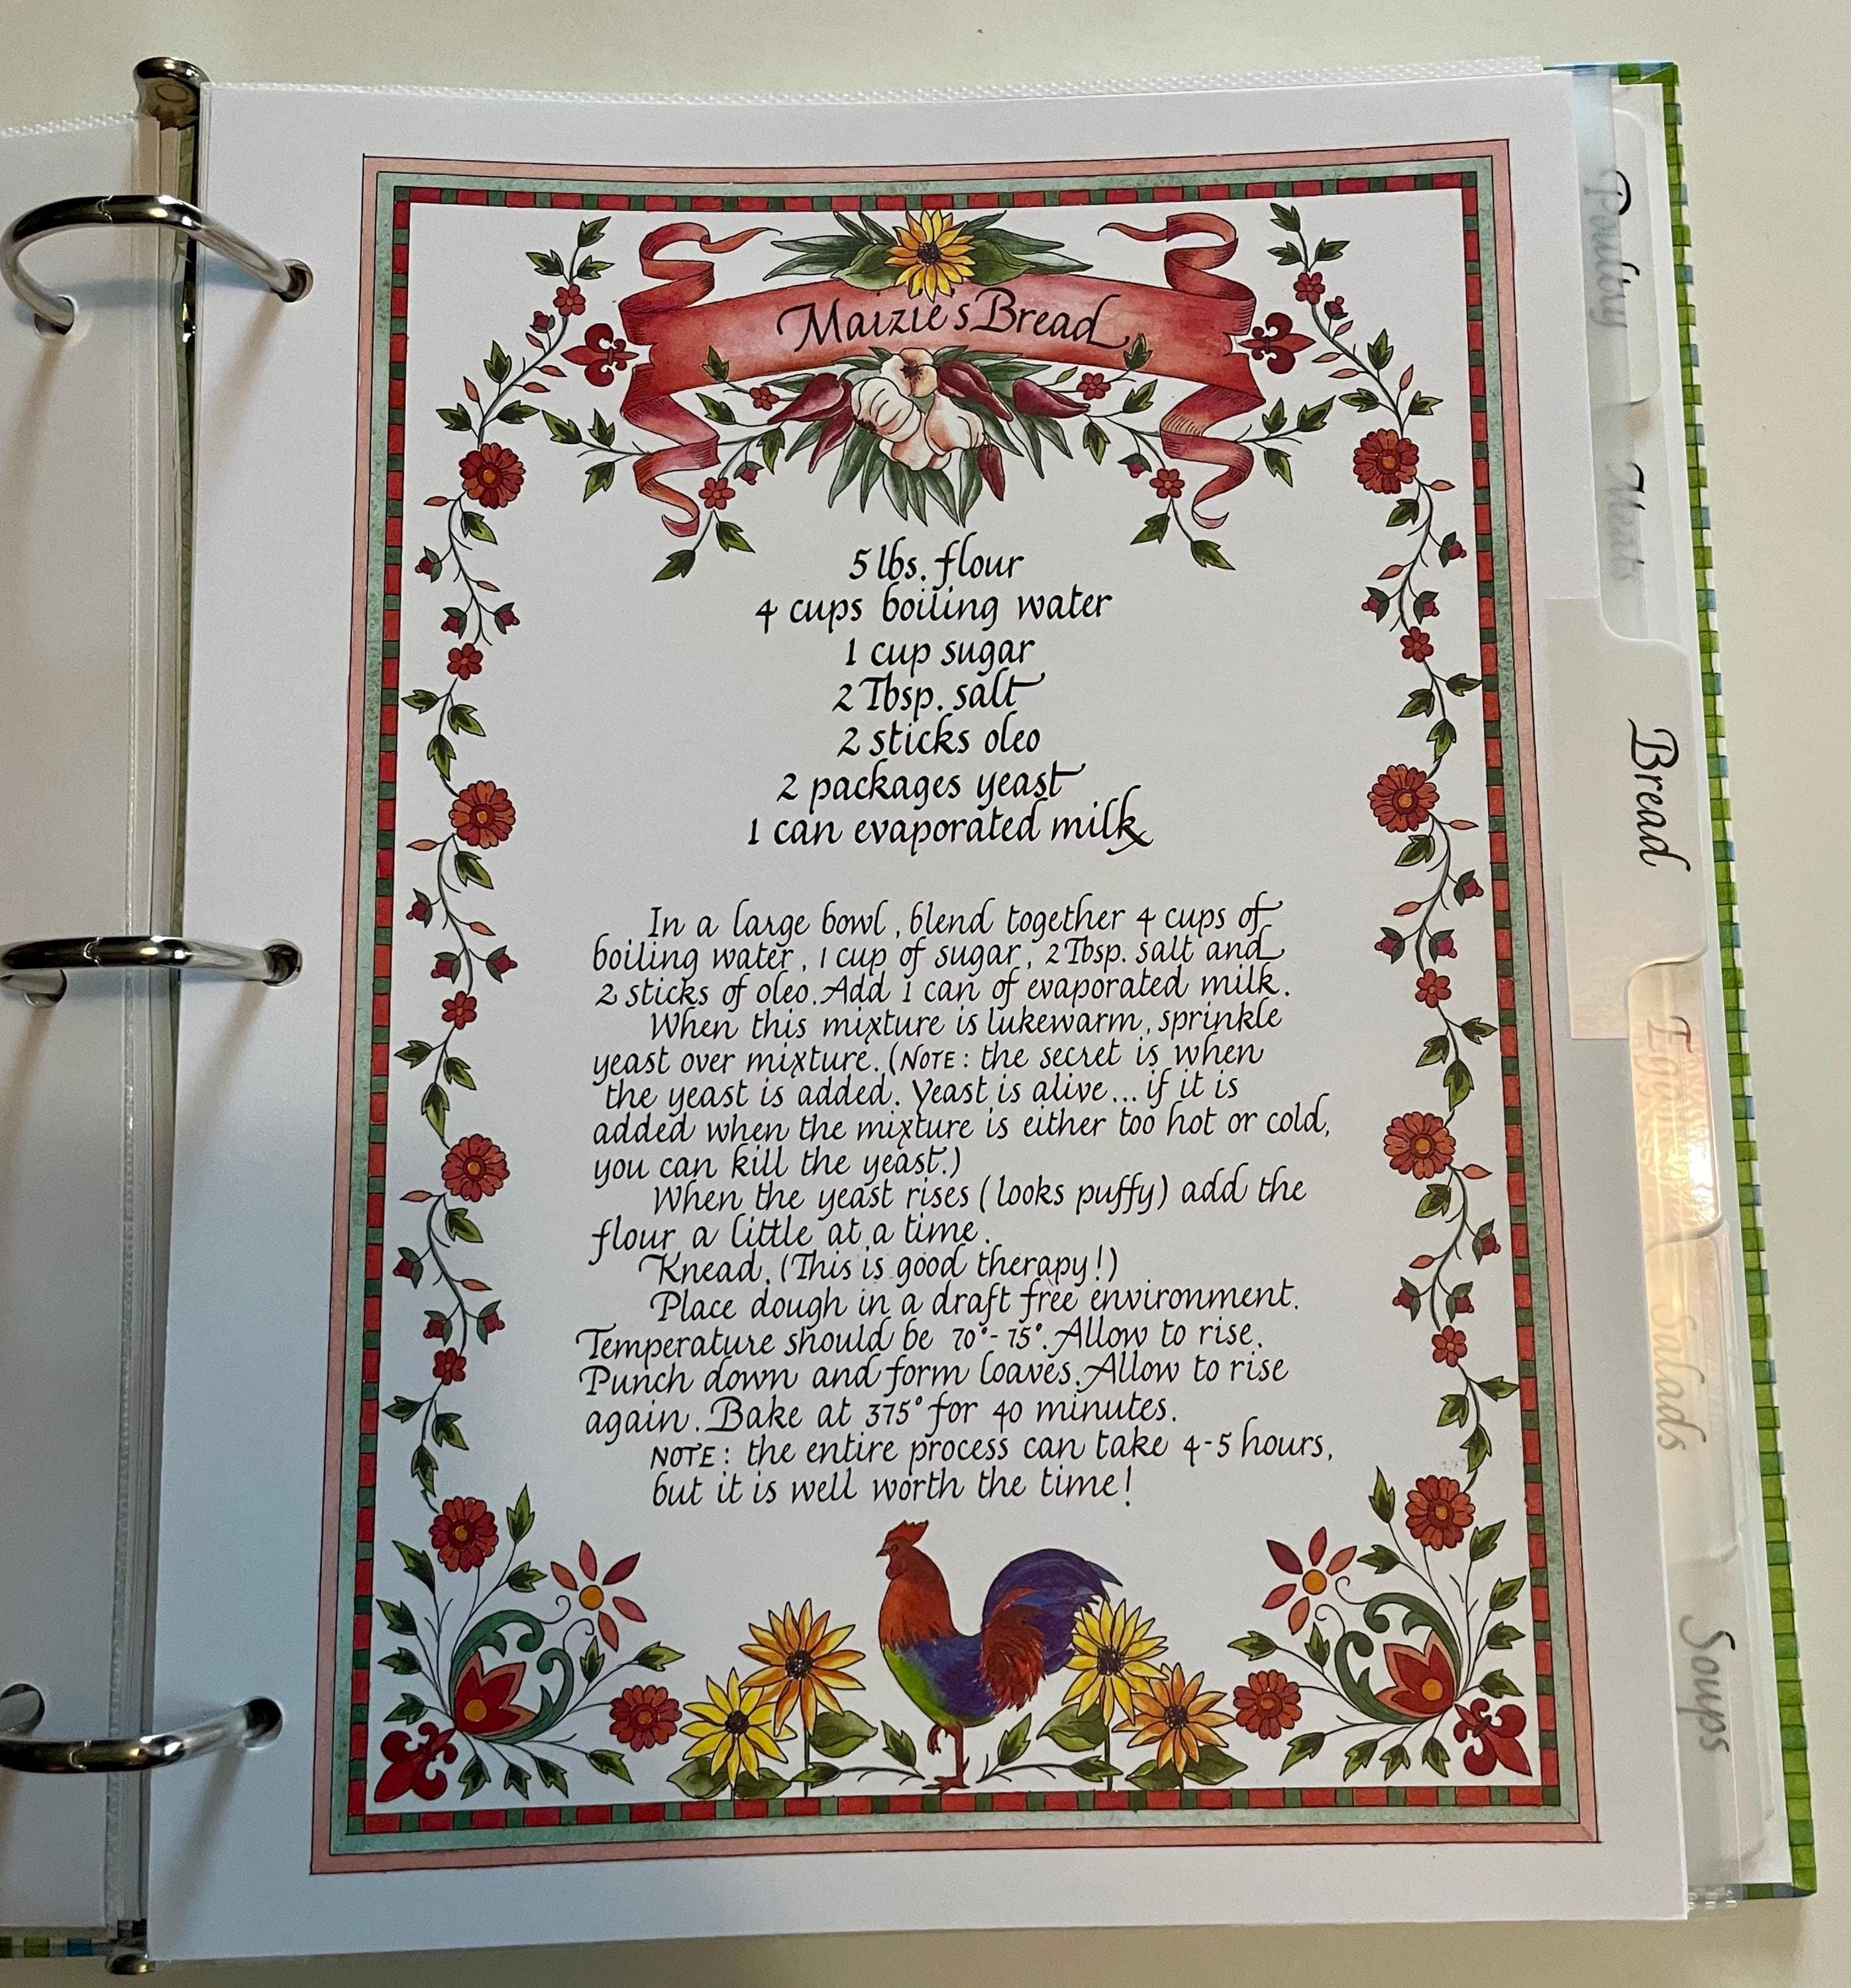 Maizie's Bread
5 lbs. flour
4 cups boiling water
1 cup sugar
2 Tbsp. salt
2 sticks oleo
2 packages yeast
1 can evaporated milk
In a large bowl, blend together 4 cups of
boiling water, 1 cup of sugar, 2 Tbsp. salt and
2 sticks of oleo. Add 1 can of evaporated milk.
When this mixture is lukewarm, sprinkle
yeast over mixture. (NOTE: the secret is when
the yeast is added. Yeast is alive... if it is
added when the mixture is either too hot or cold,
you can kill the yeast.)
When the yeast rises (looks puffy) add the
flour a little at a time.
Knead. (This is good therapy!)
Place dough in a draft free environment.
Temperature should be 70°-75°. Allow to rise.
Punch down and form loaves. Allow to rise
again. Bake at 375° for 40 minutes.
NOTE: the entire process can take 4-5 hours,
but it is well worth the time!
Poultry
Meats
Bread
Salads
Soups